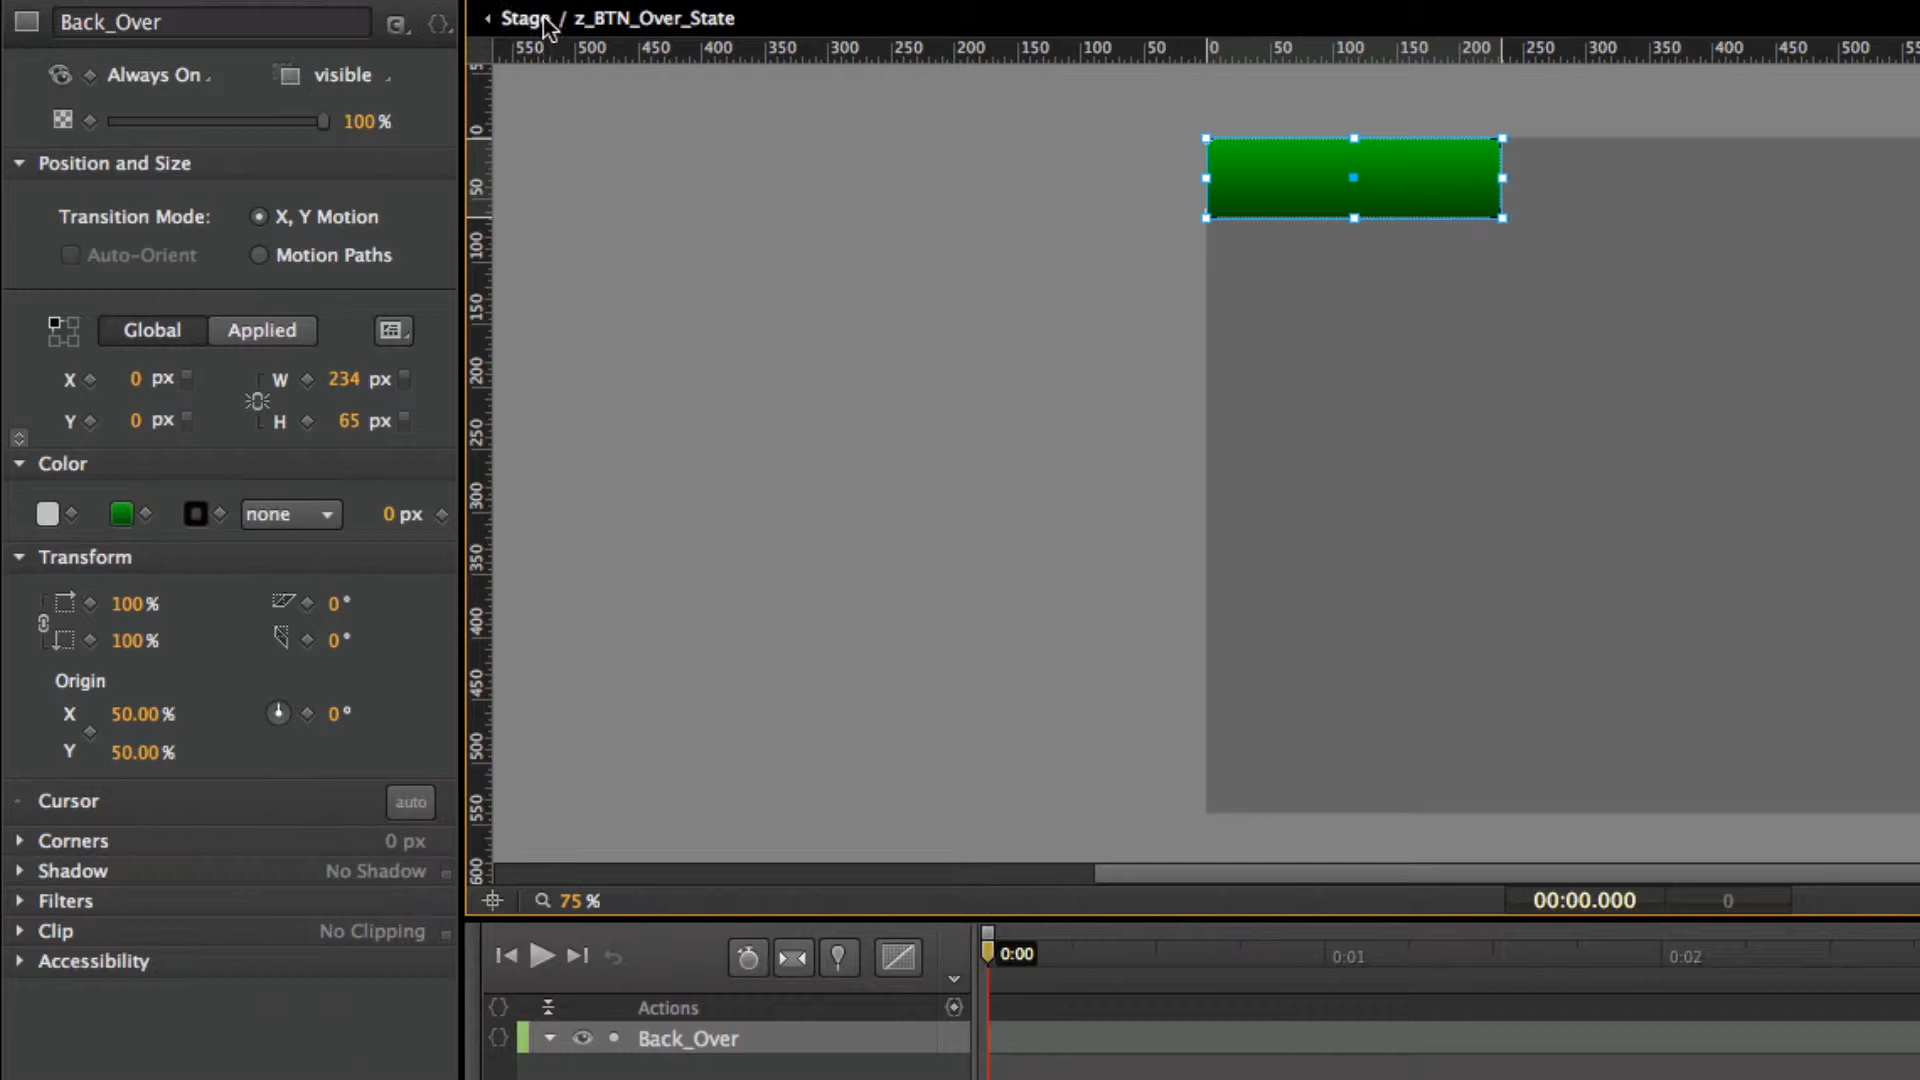 Back_Over
Stage / z_BTN_Over_State
Always On
visible
100 %
550 500 450 400 350 300 250 200 150 100 50 0 50 100 150 200 250 300 350 400 450 500
0 50 100 150 200 250 300 350 400 450 500 550 600
Position and Size
Transition Mode:
X, Y Motion
Auto-Orient
Motion Paths
Global
Applied
X 0 px
W 234 px
Y 0 px
H 65 px
Color
none
0 px
Transform
100 %
0 °
100 %
0 °
Origin
X 50.00 %
0 °
Y 50.00 %
Cursor
auto
Corners
0 px
Shadow
No Shadow
Filters
Clip
No Clipping
Accessibility
75 %
00:00.000
0
0:00
0:01
0:02
Actions
Back_Over